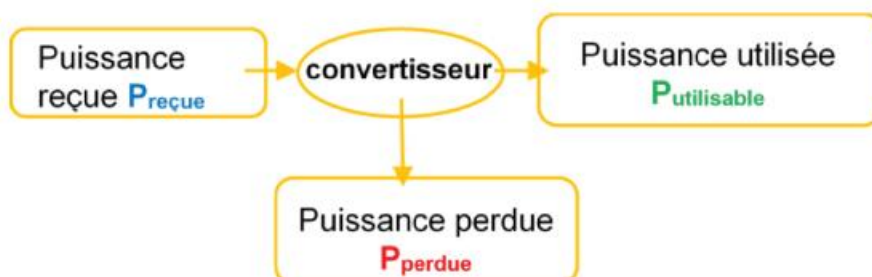 Puissance
reçue Preçue
convertisseur
Puissance utilisée
Putilisable
Puissance perdue
Pperdue